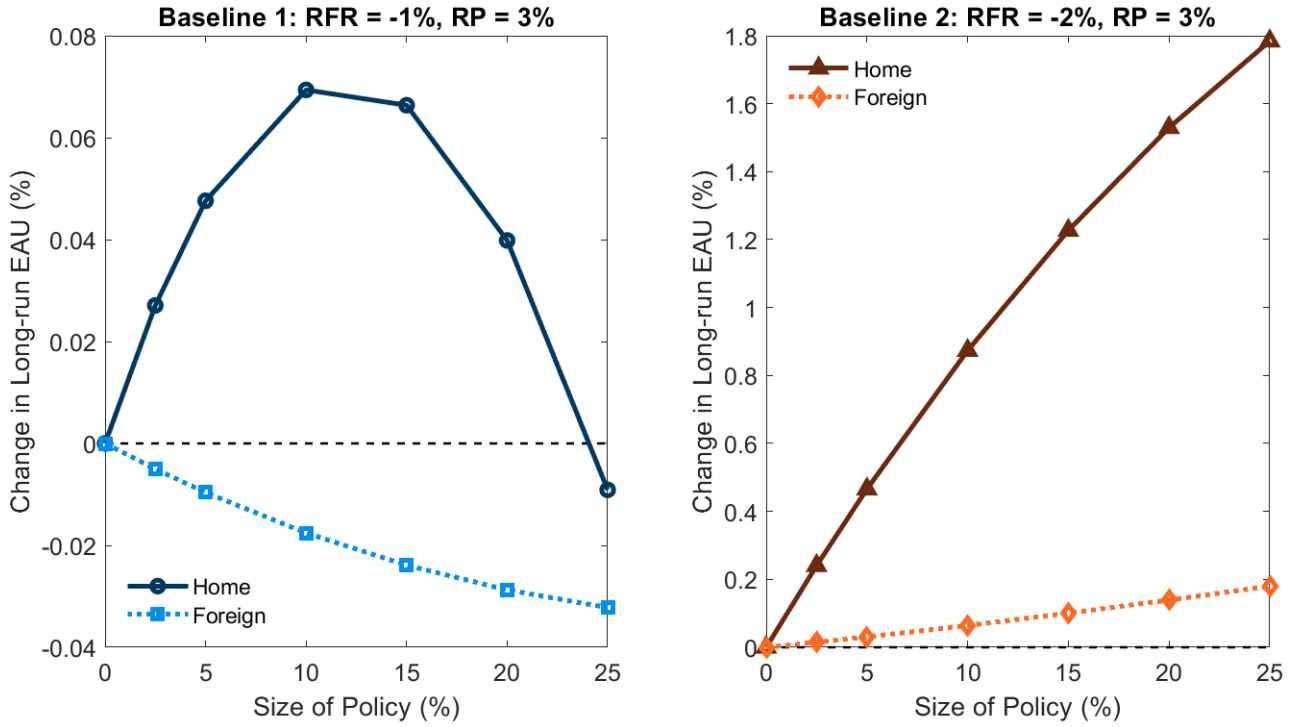 Baseline 1: RFR = -1%, RP = 3%
Change in Long-run EAU (%)
0.08
0.06
0.04
0.02
0
-0.02
-0.04
Home
Foreign
0 5 10 15 20 25
Size of Policy (%)
Baseline 2: RFR = -2%, RP = 3%
Change in Long-run EAU (%)
1.8
1.6
1.4
1.2
1
0.8
0.6
0.4
0.2
0
Home
Foreign
0 5 10 15 20 25
Size of Policy (%)